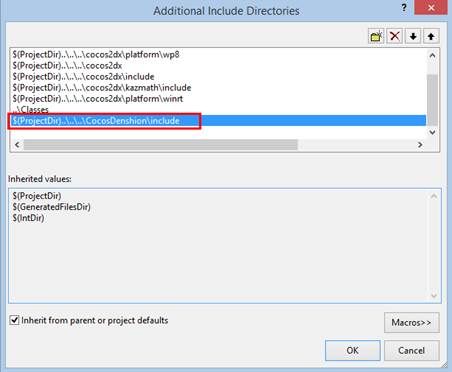 Additional Include Directories
?
$(ProjectDir)..\..\..\cocos2dx\platform\wp8
$(ProjectDir)..\..\..\cocos2dx
$(ProjectDir)..\..\..\cocos2dx\include
$(ProjectDir)..\..\..\cocos2dx\kazmath\include
$(ProjectDir)..\..\..\cocos2dx\platform\winrt
..\Classes
$(ProjectDir)..\..\..\CocosDenshion\include
Inherited values:
$(ProjectDir)
$(GeneratedFilesDir)
$(IntDir)
Inherit from parent or project defaults
Macros>>
OK
Cancel